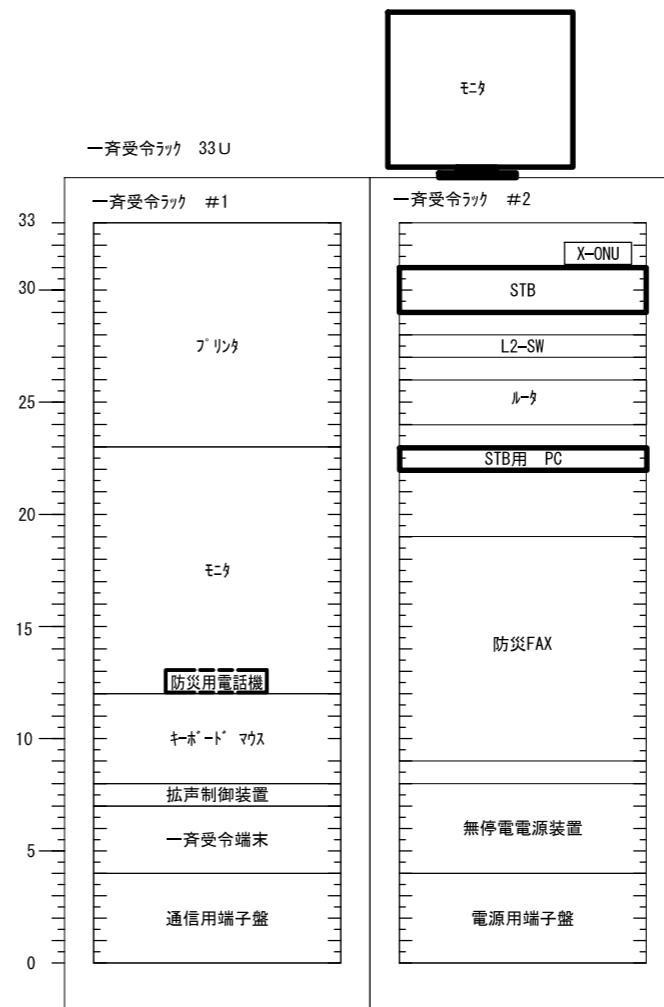 モニタ
一斉受令ラック 33U
一斉受令ラック #1
一斉受令ラック #2
33
X-ONU
30
STB
プリンタ
L2-SW
25
ルータ
STB用 PC
20
モニタ
15
防災FAX
防災用電話機
10
キーボード マウス
拡声制御装置
無停電電源装置
5
一斉受令端末
通信用端子盤
電源用端子盤
0